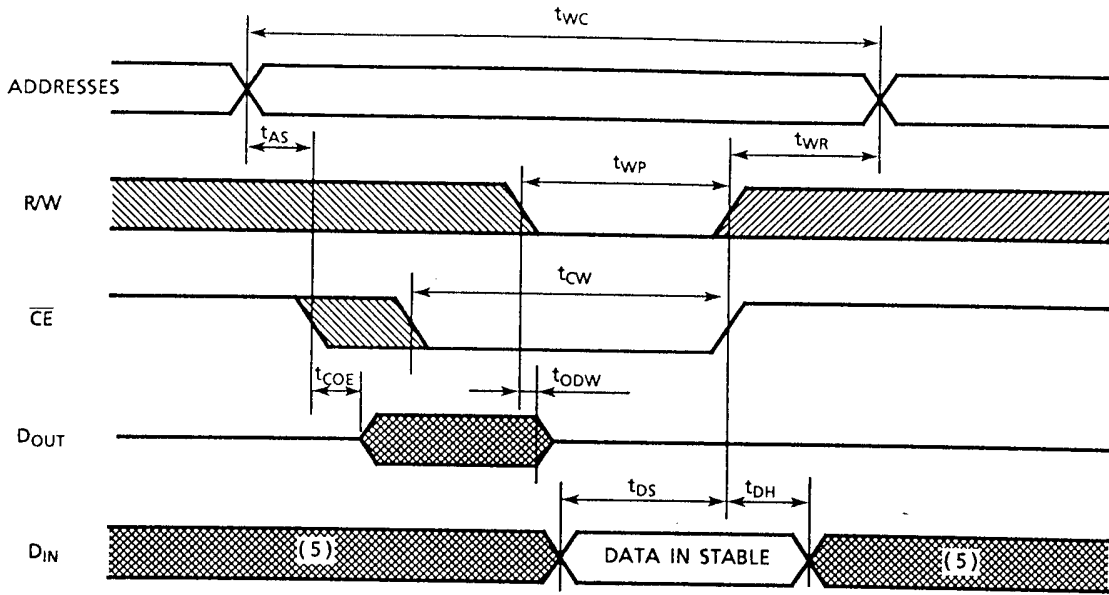 tWC
ADDRESSES
tAS
tWR
tWP
R/W
tCW
CE
tCOE
tODW
DOUT
tDS
tDH
DIN
(5)
DATA IN STABLE
(5)